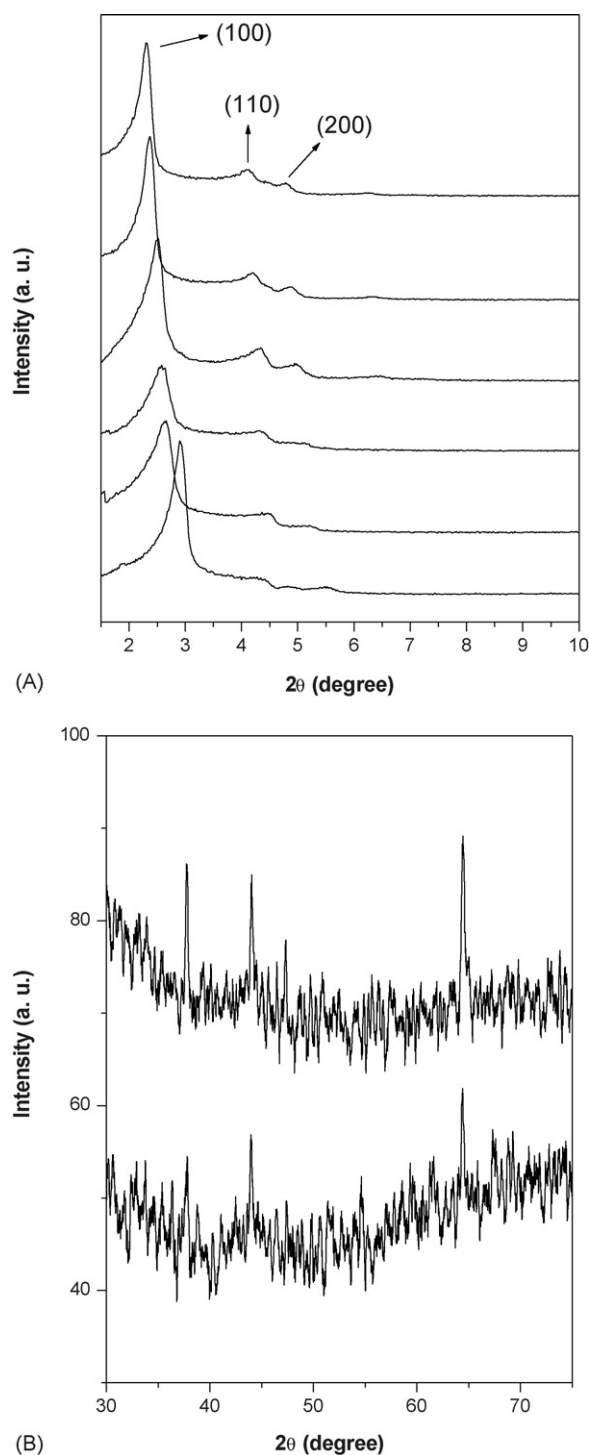 (100)
(110)
(200)
Intensity (a. u.)
2 3 4 5 6 7 8 9 10
(A)
2θ (degree)
100
80
60
40
Intensity (a. u.)
30 40 50 60 70
(B)
2θ (degree)